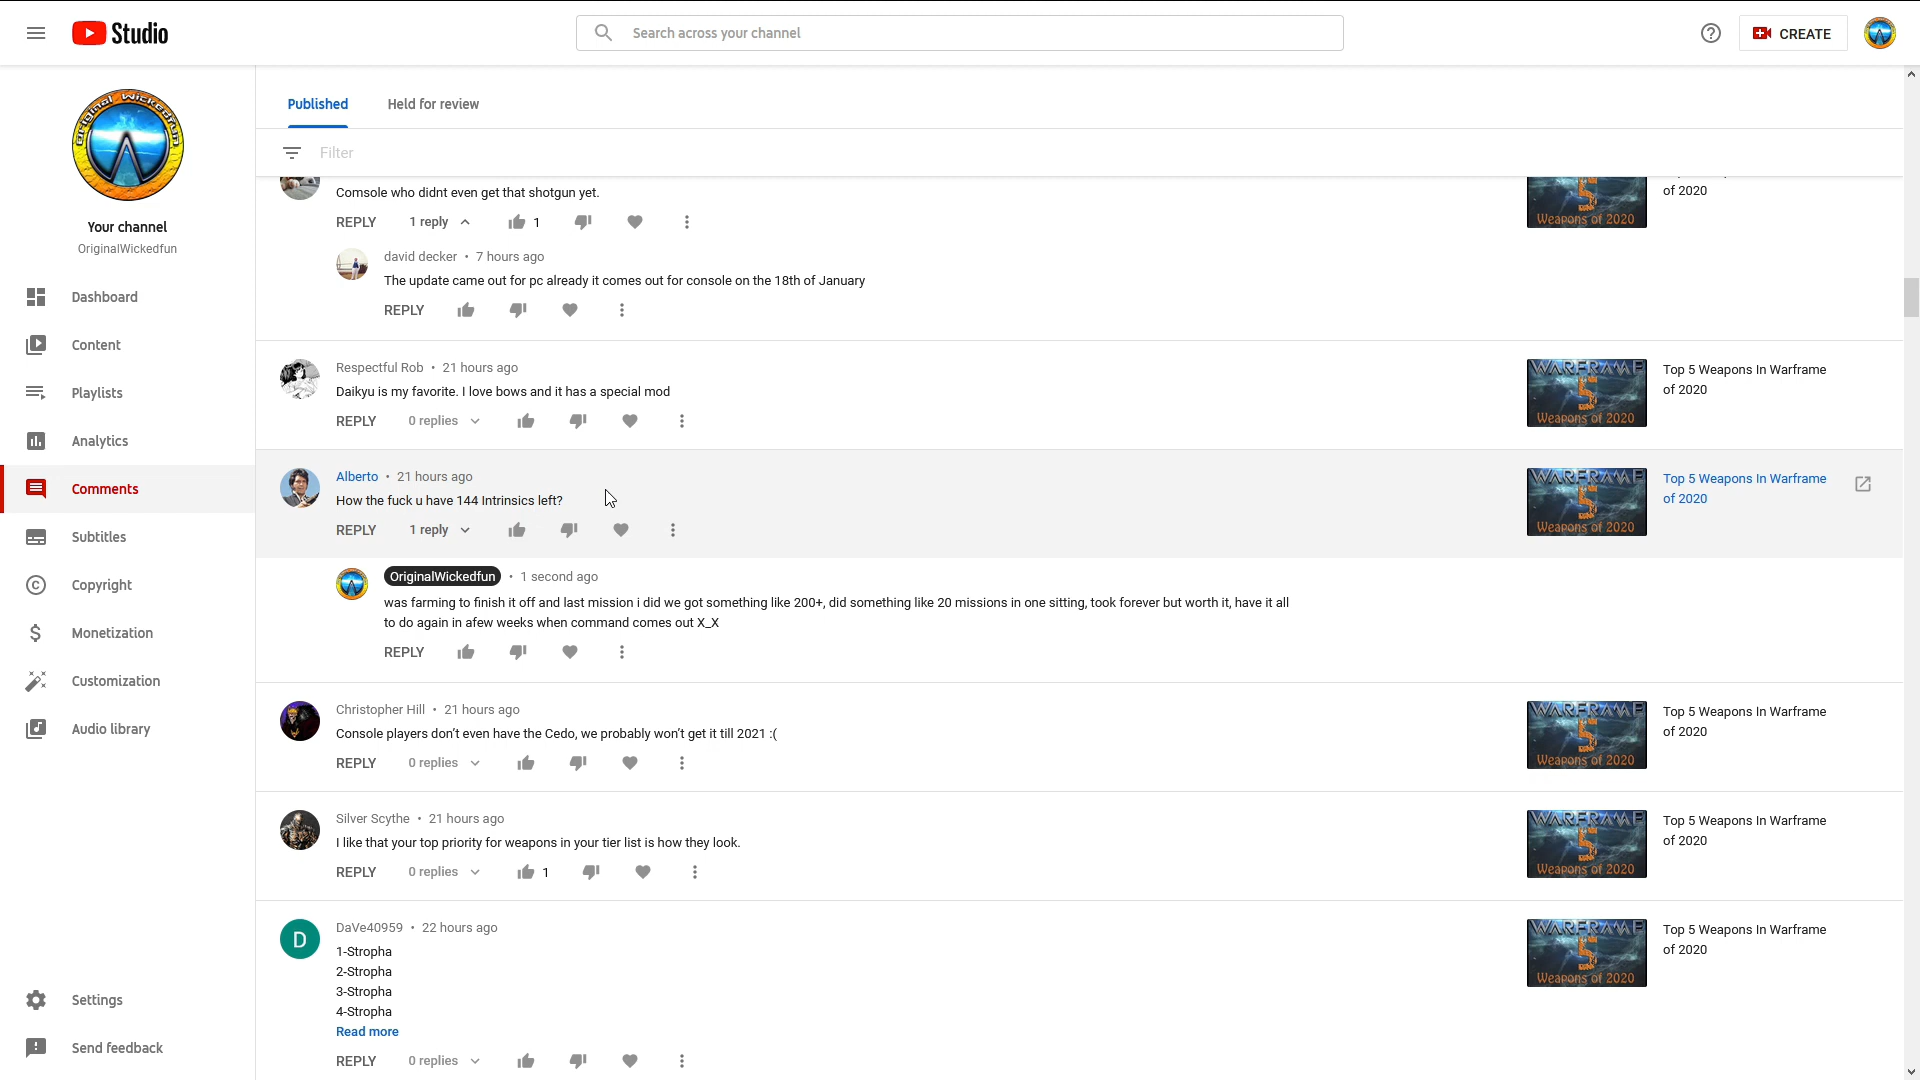 Studio
Search across your channel
CREATE
Original Wickedfun
Your channel
OriginalWickedfun
Dashboard
Content
Playlists
Analytics
Comments
Subtitles
Copyright
Monetization
Customization
Audio library
Settings
Send feedback
Published
Held for review
Filter
Comsole who didnt even get that shotgun yet.
REPLY
1 reply
1
of 2020
5
Weapons of 2020
david decker • 7 hours ago
The update came out for pc already it comes out for console on the 18th of January
REPLY
Respectful Rob • 21 hours ago
Daikyu is my favorite. I love bows and it has a special mod
REPLY
0 replies
WARFRAME
5
Weapons of 2020
Top 5 Weapons In Warframe
of 2020
Alberto • 21 hours ago
How the fuck u have 144 Intrinsics left?
REPLY
1 reply
WARFRAME
5
Weapons of 2020
Top 5 Weapons In Warframe
of 2020
OriginalWickedfun • 1 second ago
was farming to finish it off and last mission i did we got something like 200+, did something like 20 missions in one sitting, took forever but worth it, have it all
to do again in afew weeks when command comes out X_X
REPLY
Christopher Hill • 21 hours ago
Console players don’t even have the Cedo, we probably won’t get it till 2021 :(
REPLY
0 replies
WARFRAME
5
Weapons of 2020
Top 5 Weapons In Warframe
of 2020
Silver Scythe • 21 hours ago
I like that your top priority for weapons in your tier list is how they look.
REPLY
0 replies
1
WARFRAME
5
Weapons of 2020
Top 5 Weapons In Warframe
of 2020
D
DaVe40959 • 22 hours ago
1-Stropha
2-Stropha
3-Stropha
4-Stropha
Read more
REPLY
0 replies
WARFRAME
5
Weapons of 2020
Top 5 Weapons In Warframe
of 2020